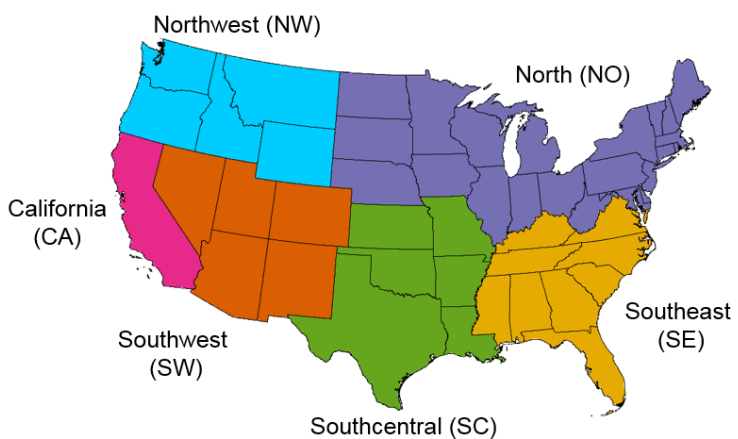 Northwest (NW)
North (NO)
California
(CA)
Southwest
(SW)
Southeast
(SE)
Southcentral (SC)